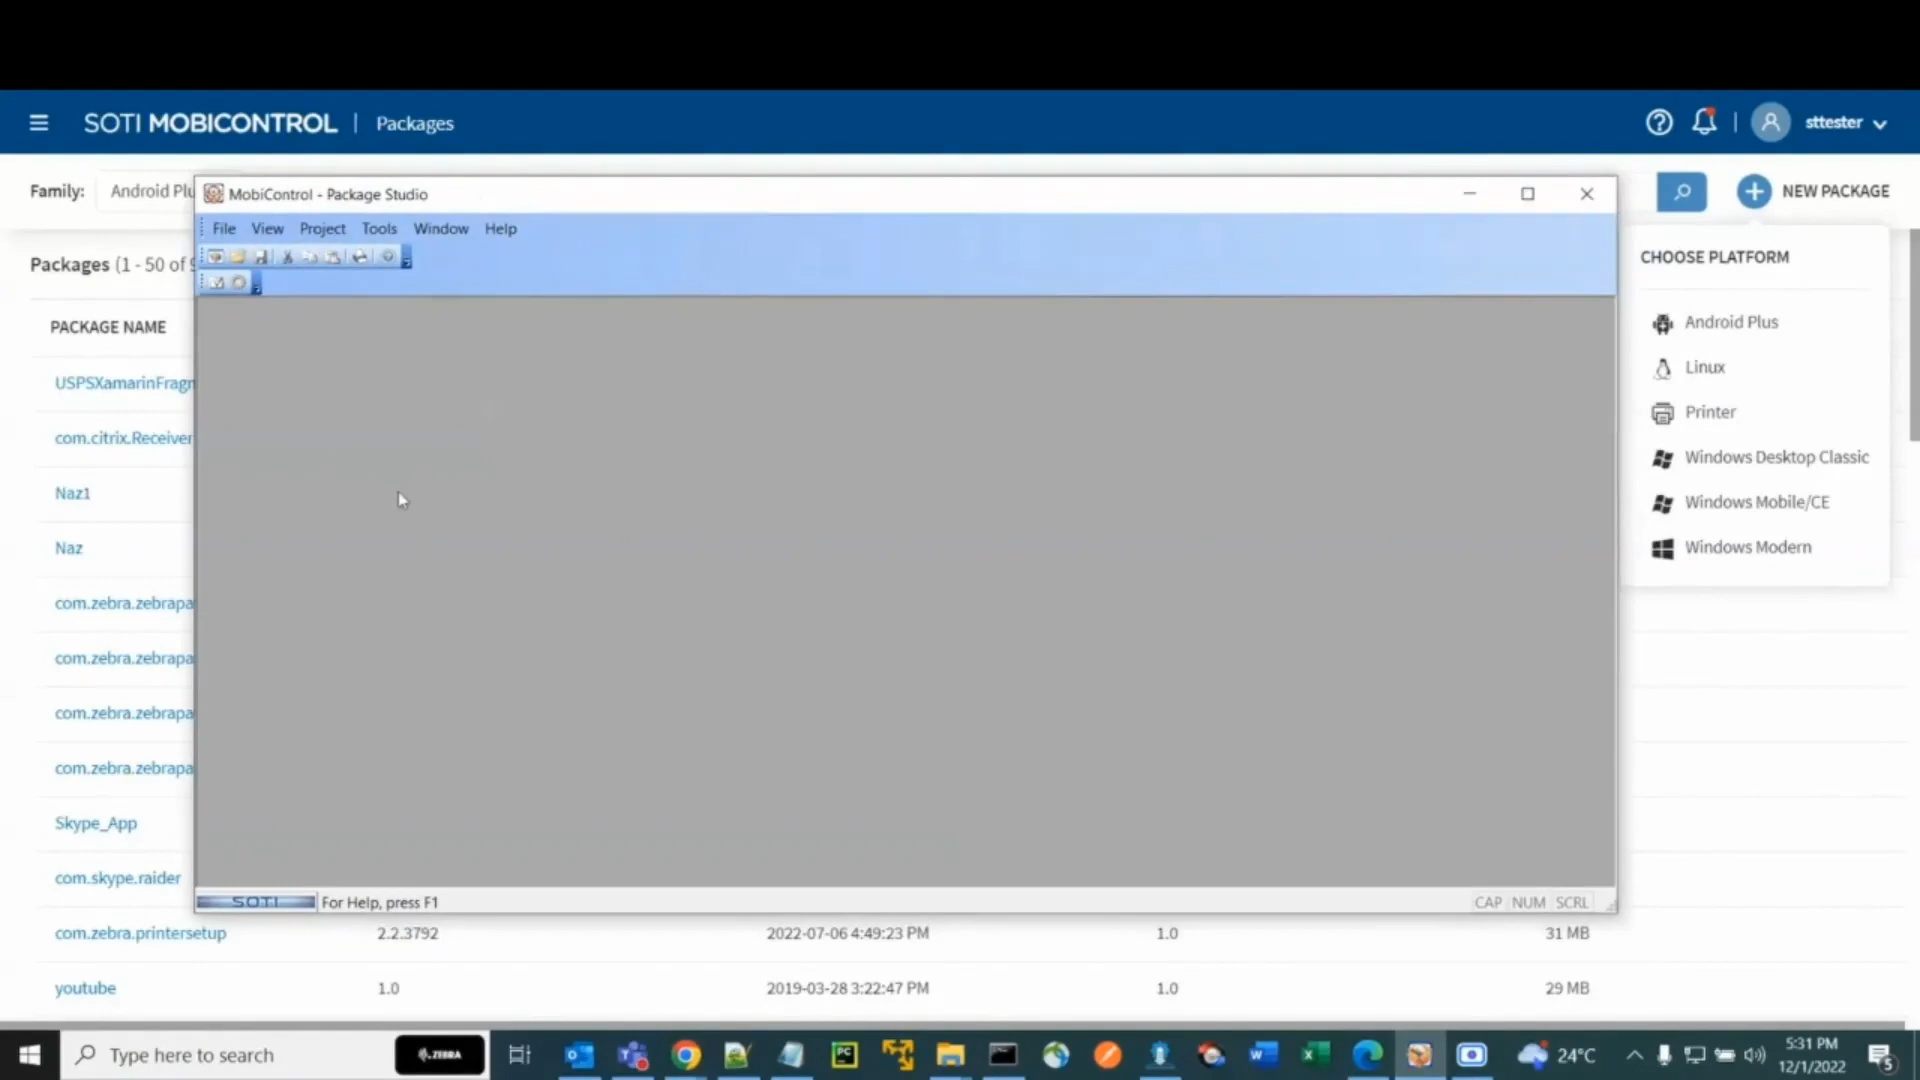 SOTI MOBICONTROL | Packages
sttester
Family: Android Plu
NEW PACKAGE
MobiControl - Package Studio
File View Project Tools Window Help
CHOOSE PLATFORM
Android Plus
Linux
Printer
Windows Desktop Classic
Windows Mobile/CE
Windows Modern
Packages (1 - 50 of
PACKAGE NAME
USPSXamarinFragm
com.citrix.Receiver
Naz1
Naz
com.zebra.zebrapa
com.zebra.zebrapa
com.zebra.zebrapa
com.zebra.zebrapa
Skype_App
com.skype.raider
SOTI For Help, press F1 CAP NUM SCRL
com.zebra.printersetup 2.2.3792 2022-07-06 4:49:23 PM 1.0 31 MB
youtube 1.0 2019-03-28 3:22:47 PM 1.0 29 MB
Type here to search
ZEBRA
PC
24°C
5:31 PM
12/1/2022
5